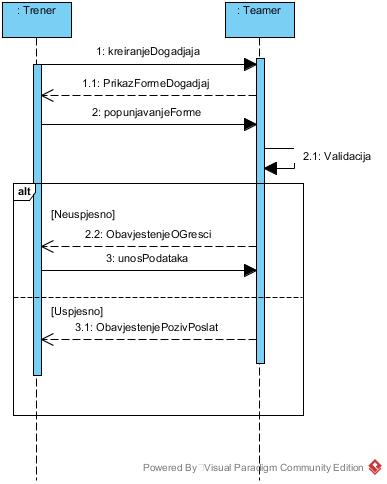 : Trener
: Teamer
1: kreiranjeDogadjaja
1.1: PrikazFormeDogadjaj
2: popunjavanjeForme
2.1: Validacija
alt
[Neuspjesno]
2.2: ObavjestenjeOGresci
3: unosPodataka
[Uspjesno]
3.1: ObavjestenjePozivPoslat
Powered By Visual Paradigm Community Edition